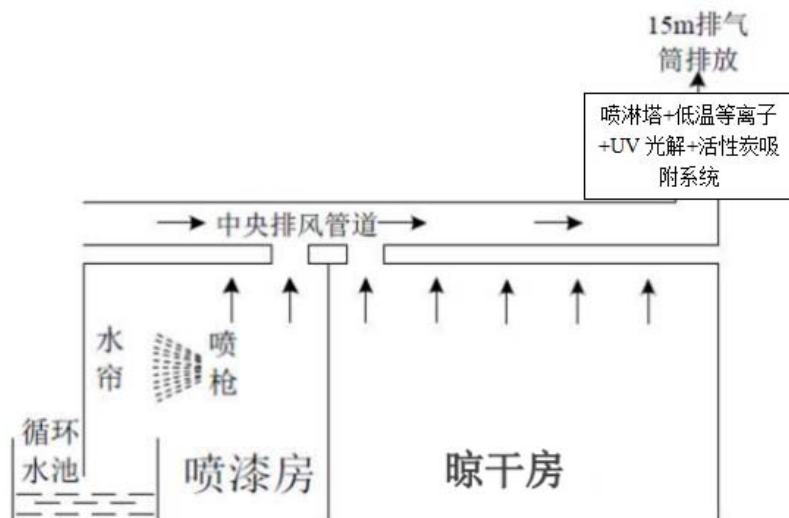 15m排气
筒排放
喷淋塔+低温等离子
+UV 光解+活性炭吸
附系统
中央排风管道
水
帘
喷
枪
循环
水池
喷漆房
晾干房